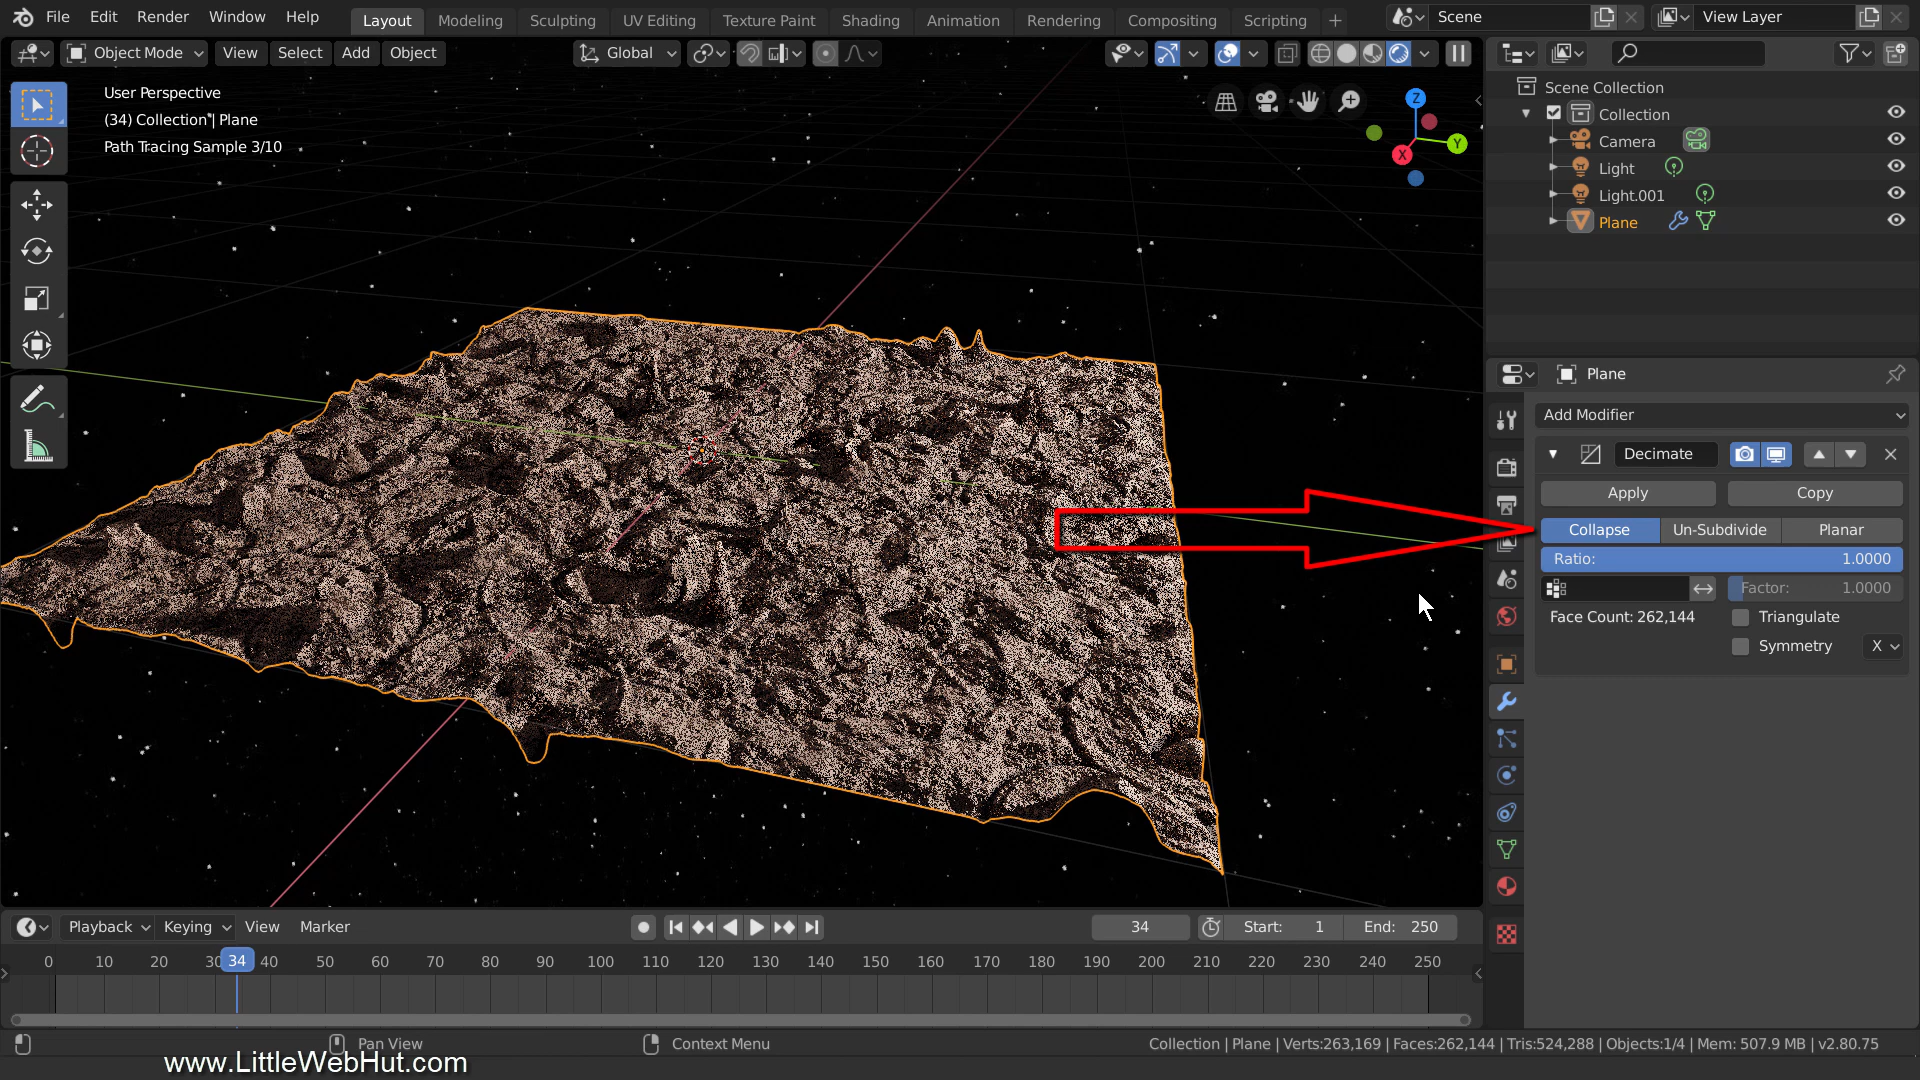 File Edit Render Window Help Layout Modeling Sculpting UV Editing Texture Paint Shading Animation Rendering Compositing Scripting + Scene View Layer
Object Mode View Select Add Object Global
User Perspective
(34) Collection | Plane
Path Tracing Sample 3/10
Z
Y
X
Scene Collection
Collection
Camera
Light
Light.001
Plane
Plane
Add Modifier
Decimate
Apply Copy
Collapse Un-Subdivide Planar
Ratio: 1.0000
Factor: 1.0000
Face Count: 262,144 Triangulate
Symmetry X
Playback Keying View Marker 34 Start: 1 End: 250
0 10 20 30 34 40 50 60 70 80 90 100 110 120 130 140 150 160 170 180 190 200 210 220 230 240 250
Pan View Context Menu Collection | Plane | Verts:263,169 | Faces:262,144 | Tris:524,288 | Objects:1/4 | Mem: 507.9 MB | v2.80.75
www.LittleWebHut.com